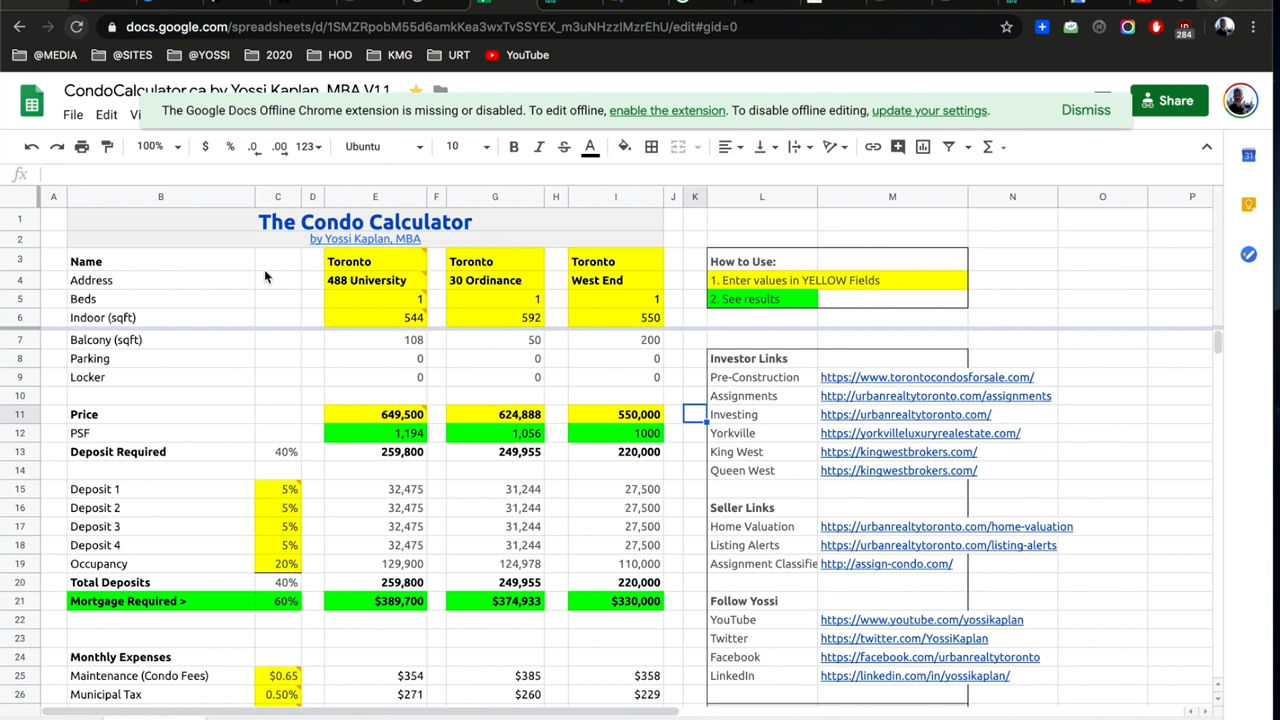 docs.google.com/spreadsheets/d/1SMZRpobM55d6amkKea3wxTvSSYEX_m3uNHzzIMzrEhU/edit#gid=0
284
@MEDIA @SITES @YOSSI 2020 HOD KMG URT YouTube
CondoCalculator.ca by Yossi Kaplan, MBA V11
File Edit Vi
The Google Docs Offline Chrome extension is missing or disabled. To edit offline, enable the extension. To disable offline editing, update your settings. Dismiss
Share
100% $ % .0 .00 123 Ubuntu 10 B I S A
fx
A B C D E F G H I J K L M N O P
1 The Condo Calculator
2 by Yossi Kaplan, MBA
3 Name Toronto Toronto Toronto How to Use:
4 Address 488 University 30 Ordinance West End 1. Enter values in YELLOW Fields
5 Beds 1 1 1 2. See results
6 Indoor (sqft) 544 592 550
7 Balcony (sqft) 108 50 200
8 Parking 0 0 0 Investor Links
9 Locker 0 0 0 Pre-Construction https://www.torontocondosforsale.com/
10 Assignments http://urbanrealtytoronto.com/assignments
11 Price 649,500 624,888 550,000 Investing http://urbanrealtytoronto.com/
12 PSF 1,194 1,056 1000 Yorkville https://yorkvilleluxuryrealestate.com/
13 Deposit Required 40% 259,800 249,955 220,000 King West https://kingwestbrokers.com/
14 Queen West https://kingwestbrokers.com/
15 Deposit 1 5% 32,475 31,244 27,500
16 Deposit 2 5% 32,475 31,244 27,500 Seller Links
17 Deposit 3 5% 32,475 31,244 27,500 Home Valuation https://urbanrealtytoronto.com/home-valuation
18 Deposit 4 5% 32,475 31,244 27,500 Listing Alerts https://urbanrealtytoronto.com/listing-alerts
19 Occupancy 20% 129,900 124,978 110,000 Assignment Classifie http://assign-condo.com/
20 Total Deposits 40% 259,800 249,955 220,000
21 Mortgage Required > 60% $389,700 $374,933 $330,000 Follow Yossi
22 YouTube https://www.youtube.com/yossikaplan
23 Twitter https://twitter.com/YossiKaplan
24 Monthly Expenses Facebook https://facebook.com/urbanrealtytoronto
25 Maintenance (Condo Fees) $0.65 $354 $385 $358 LinkedIn https://linkedin.com/in/yossikaplan/
26 Municipal Tax 0.50% $271 $260 $229